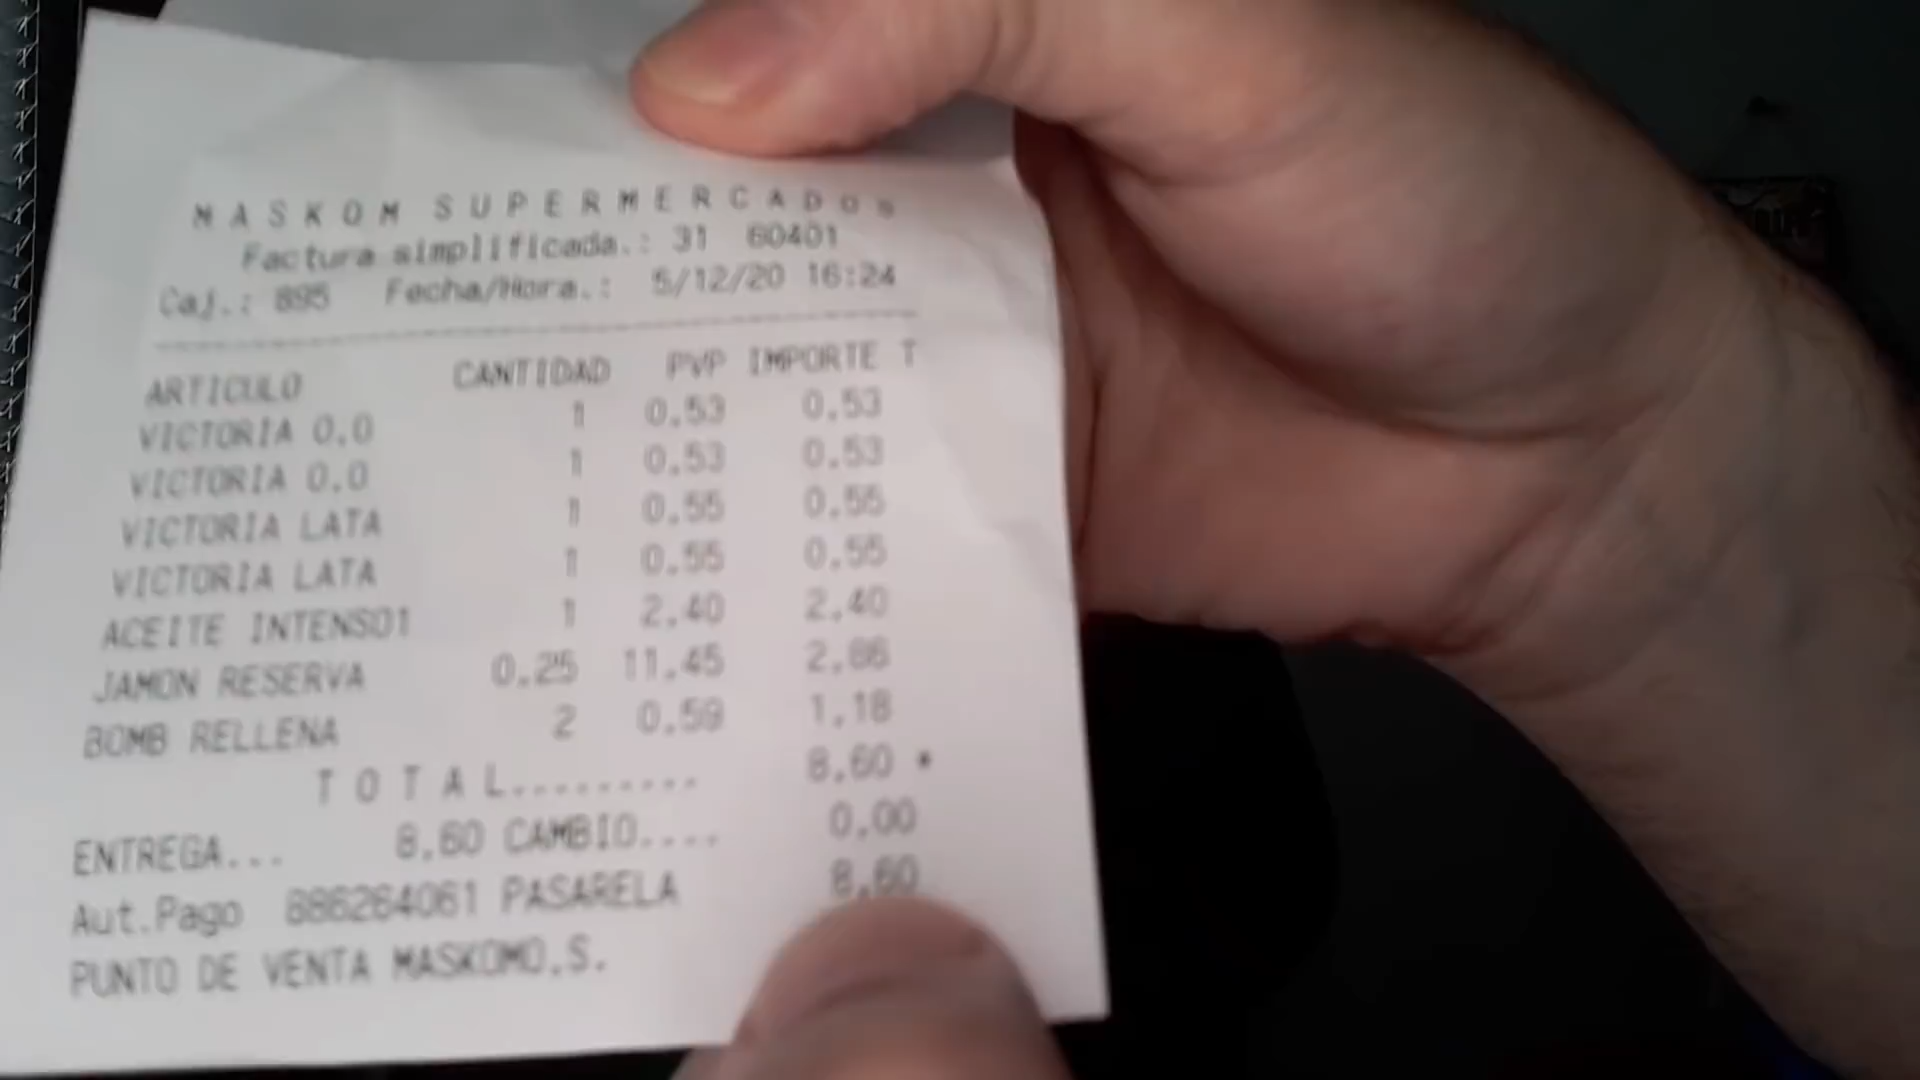 MASKOM SUPERMERCADOS
Factura simplificada.: 31 60401
Caj.: 895 Fecha/Hora.: 5/12/20 16:24
ARTICULO CANTIDAD PVP IMPORTE T
VICTORIA 0,0 1 0,53 0,53
VICTORIA 0,0 1 0,53 0,53
VICTORIA LATA 1 0,55 0,55
VICTORIA LATA 1 0,55 0,55
ACEITE INTENSO1 1 2,40 2,40
JAMON RESERVA 0,25 11,45 2,86
BOMB RELLENA 2 0,59 1,18
TOTAL......... 8,60 *
ENTREGA... 8,60 CAMBIO.... 0,00
Aut.Pago 886264061 PASARELA 8,60
PUNTO DE VENTA MASKOMO,S.